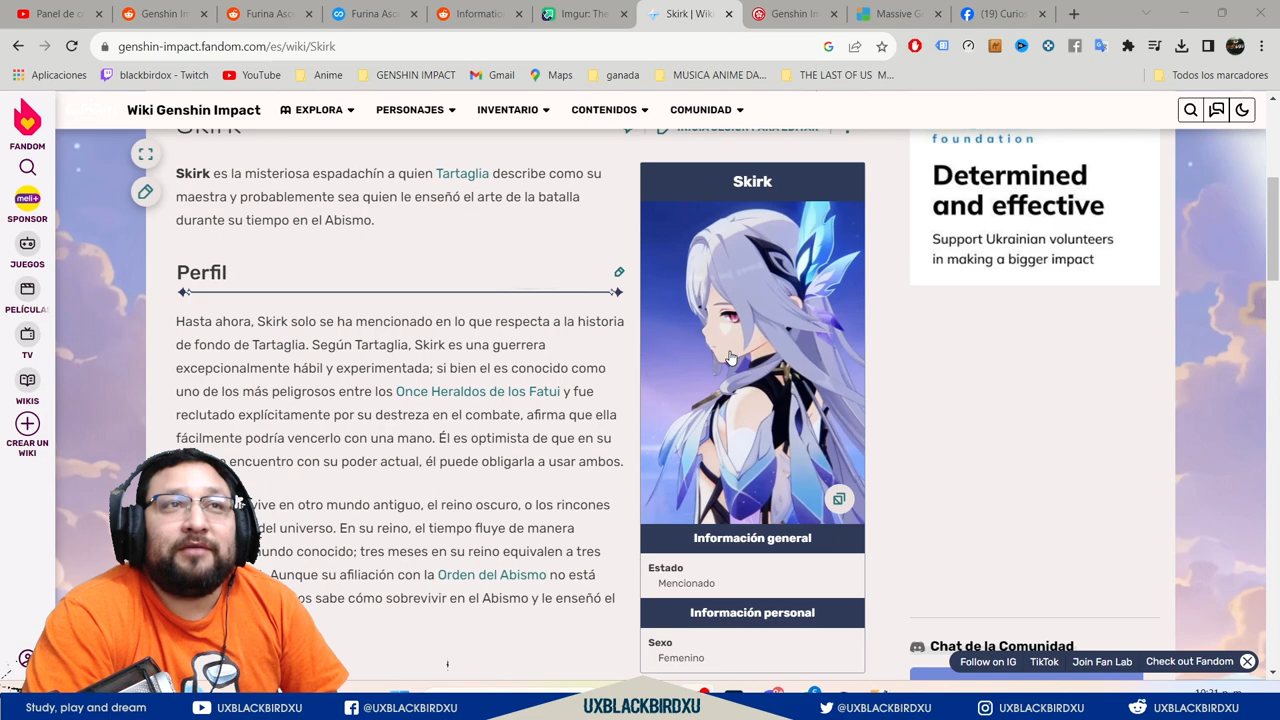 Panel de c
Genshin Im
Furina Asc
Furina Asce
Information
Imgur: The
Skirk | Wiki
Genshin Im
Massive G
(19) Curios
genshin-impact.fandom.com/es/wiki/Skirk
Aplicaciones
blackbirdox - Twitch
YouTube
Anime
GENSHIN IMPACT
Gmail
Maps
ganada
MUSICA ANIME DA...
THE LAST OF US M...
Todos los marcadores
Wiki Genshin Impact
EXPLORA
PERSONAJES
INVENTARIO
CONTENIDOS
COMUNIDAD
FANDOM
meli+
SPONSOR
JUEGOS
PELÍCULA
TV
WIKIS
CREAR UN
WIKI
Skirk
INICIA SESIÓN PARA EDITAR
Skirk es la misteriosa espadachín a quien Tartaglia describe como su
maestra y probablemente sea quien le enseñó el arte de la batalla
durante su tiempo en el Abismo.
Perfil
Hasta ahora, Skirk solo se ha mencionado en lo que respecta a la historia
de fondo de Tartaglia. Según Tartaglia, Skirk es una guerrera
excepcionalmente hábil y experimentada; si bien el es conocido como
uno de los más peligrosos entre los Once Heraldos de los Fatui y fue
reclutado explícitamente por su destreza en el combate, afirma que ella
fácilmente podría vencerlo con una mano. Él es optimista de que en su
encuentro con su poder actual, él puede obligarla a usar ambos.
vive en otro mundo antiguo, el reino oscuro, o los rincones
del universo. En su reino, el tiempo fluye de manera
mundo conocido; tres meses en su reino equivalen a tres
Aunque su afiliación con la Orden del Abismo no está
os sabe cómo sobrevivir en el Abismo y le enseñó el
Skirk
Información general
Estado
Mencionado
Información personal
Sexo
Femenino
foundation
Determined
and effective
Support Ukrainian volunteers
in making a bigger impact
Chat de la Comunidad
Follow on IG
TikTok
Join Fan Lab
Check out Fandom
Study, play and dream
UXBLACKBIRDXU
@UXBLACKBIRDXU
UXBLACKBIRDXU
@UXBLACKBIRDXU
UXBLACKBIRDXU
UXBLACKBIRDXU